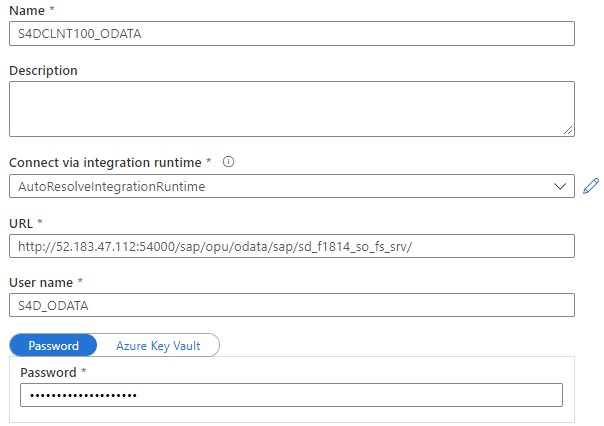 Name *
S4DCLNT100_ODATA
Description
Connect via integration runtime *
AutoResolveIntegrationRuntime
URL *
http://52.183.47.112:54000/sap/opu/odata/sap/sd_f1814_so_fs_srv/
User name *
S4D_ODATA
Password Azure Key Vault
Password *
••••••••••••••••••••